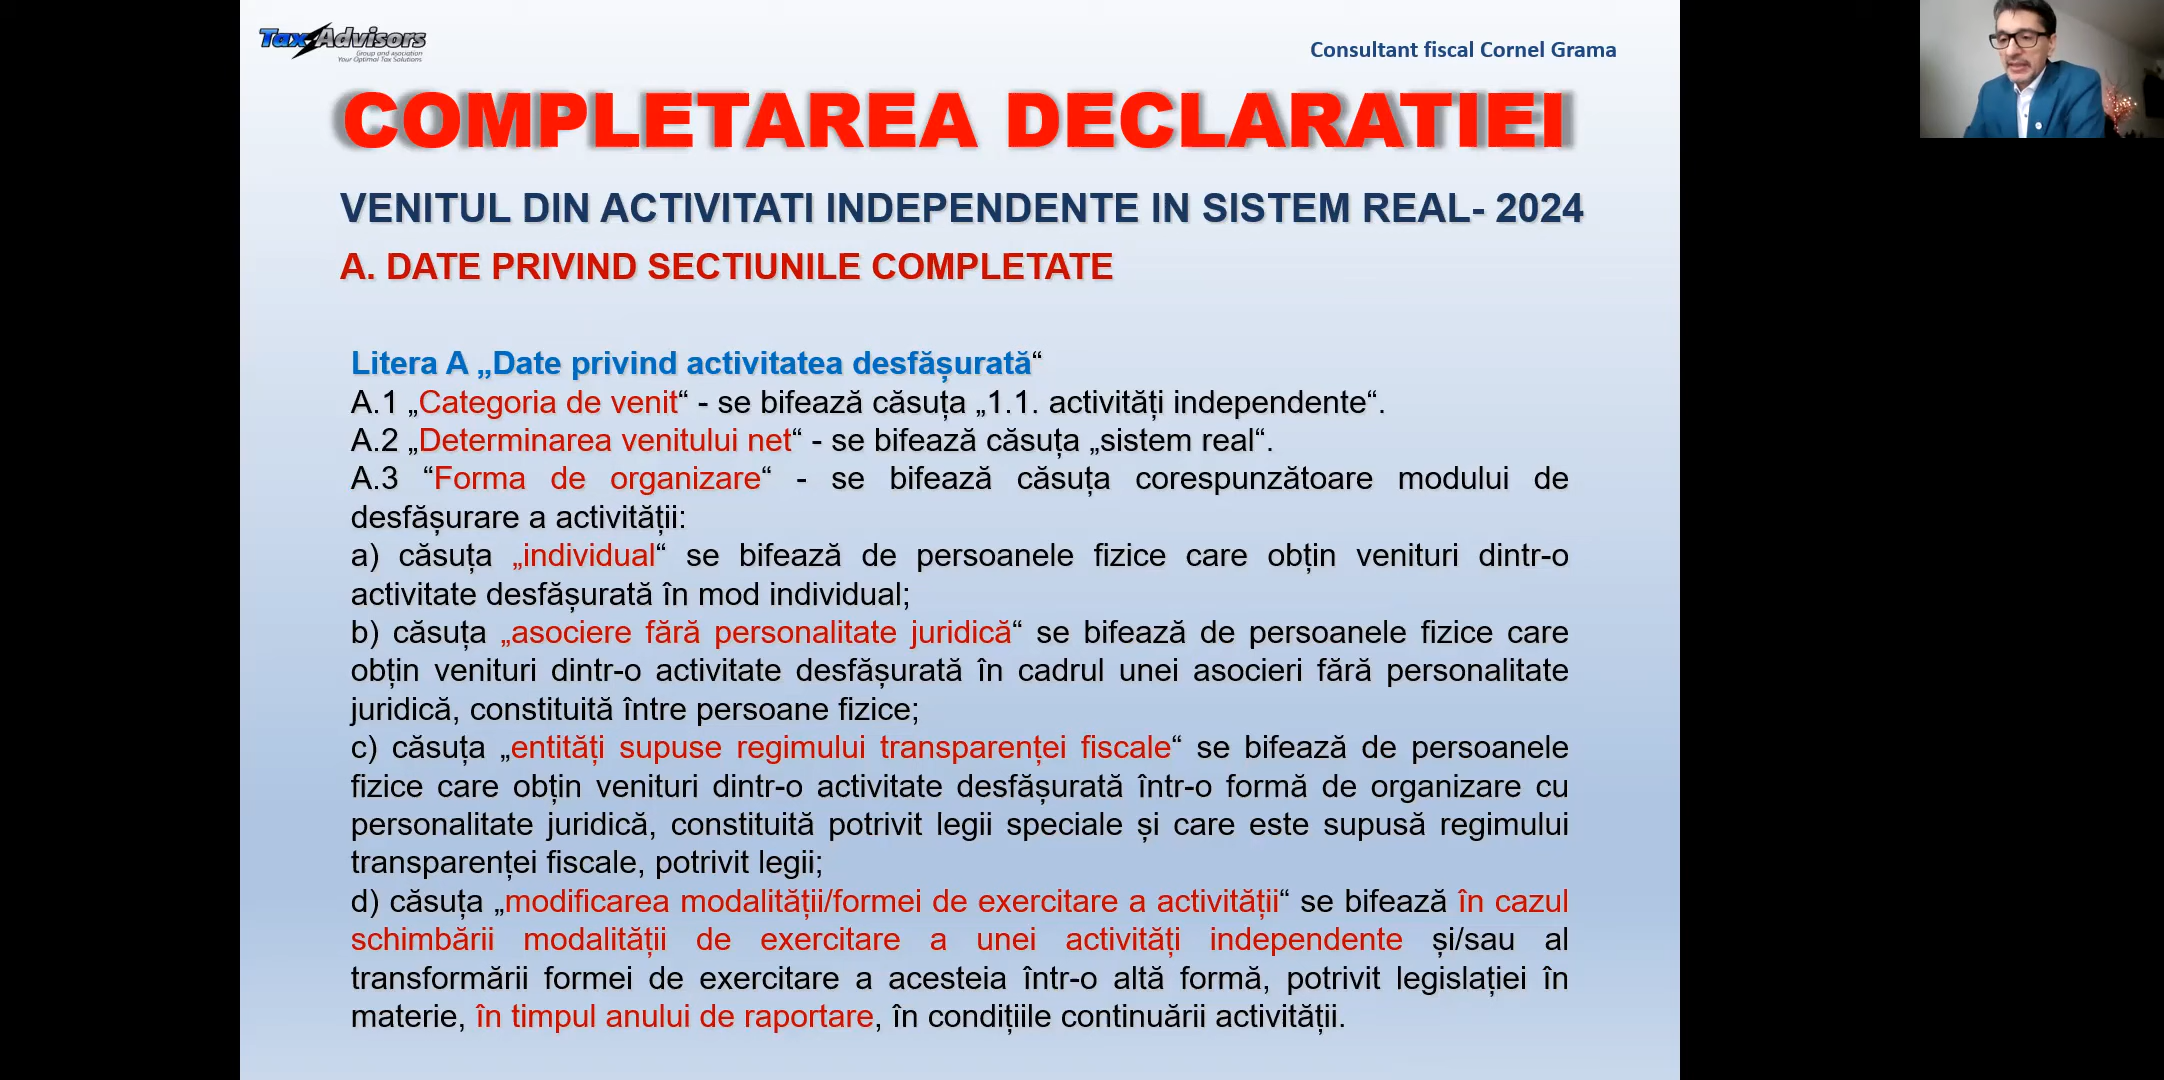 Tax Advisors
Group and Asociation
Your Optimal Tax Solutions
Consultant fiscal Cornel Grama
COMPLETAREA DECLARATIEI
VENITUL DIN ACTIVITATI INDEPENDENTE IN SISTEM REAL- 2024
A. DATE PRIVIND SECTIUNILE COMPLETATE
Litera A „Date privind activitatea desfășurată“
A.1 „Categoria de venit“ - se bifează căsuța „1.1. activități independente“.
A.2 „Determinarea venitului net“ - se bifează căsuța „sistem real“.
A.3 “Forma de organizare“ - se bifează căsuța corespunzătoare modului de
desfășurare a activității:
a) căsuța „individual“ se bifează de persoanele fizice care obțin venituri dintr-o
activitate desfășurată în mod individual;
b) căsuța „asociere fără personalitate juridică“ se bifează de persoanele fizice care
obțin venituri dintr-o activitate desfășurată în cadrul unei asocieri fără personalitate
juridică, constituită între persoane fizice;
c) căsuța „entități supuse regimului transparenței fiscale“ se bifează de persoanele
fizice care obțin venituri dintr-o activitate desfășurată într-o formă de organizare cu
personalitate juridică, constituită potrivit legii speciale și care este supusă regimului
transparenței fiscale, potrivit legii;
d) căsuța „modificarea modalității/formei de exercitare a activității“ se bifează în cazul
schimbării modalității de exercitare a unei activități independente și/sau al
transformării formei de exercitare a acesteia într-o altă formă, potrivit legislației în
materie, în timpul anului de raportare, în condițiile continuării activității.